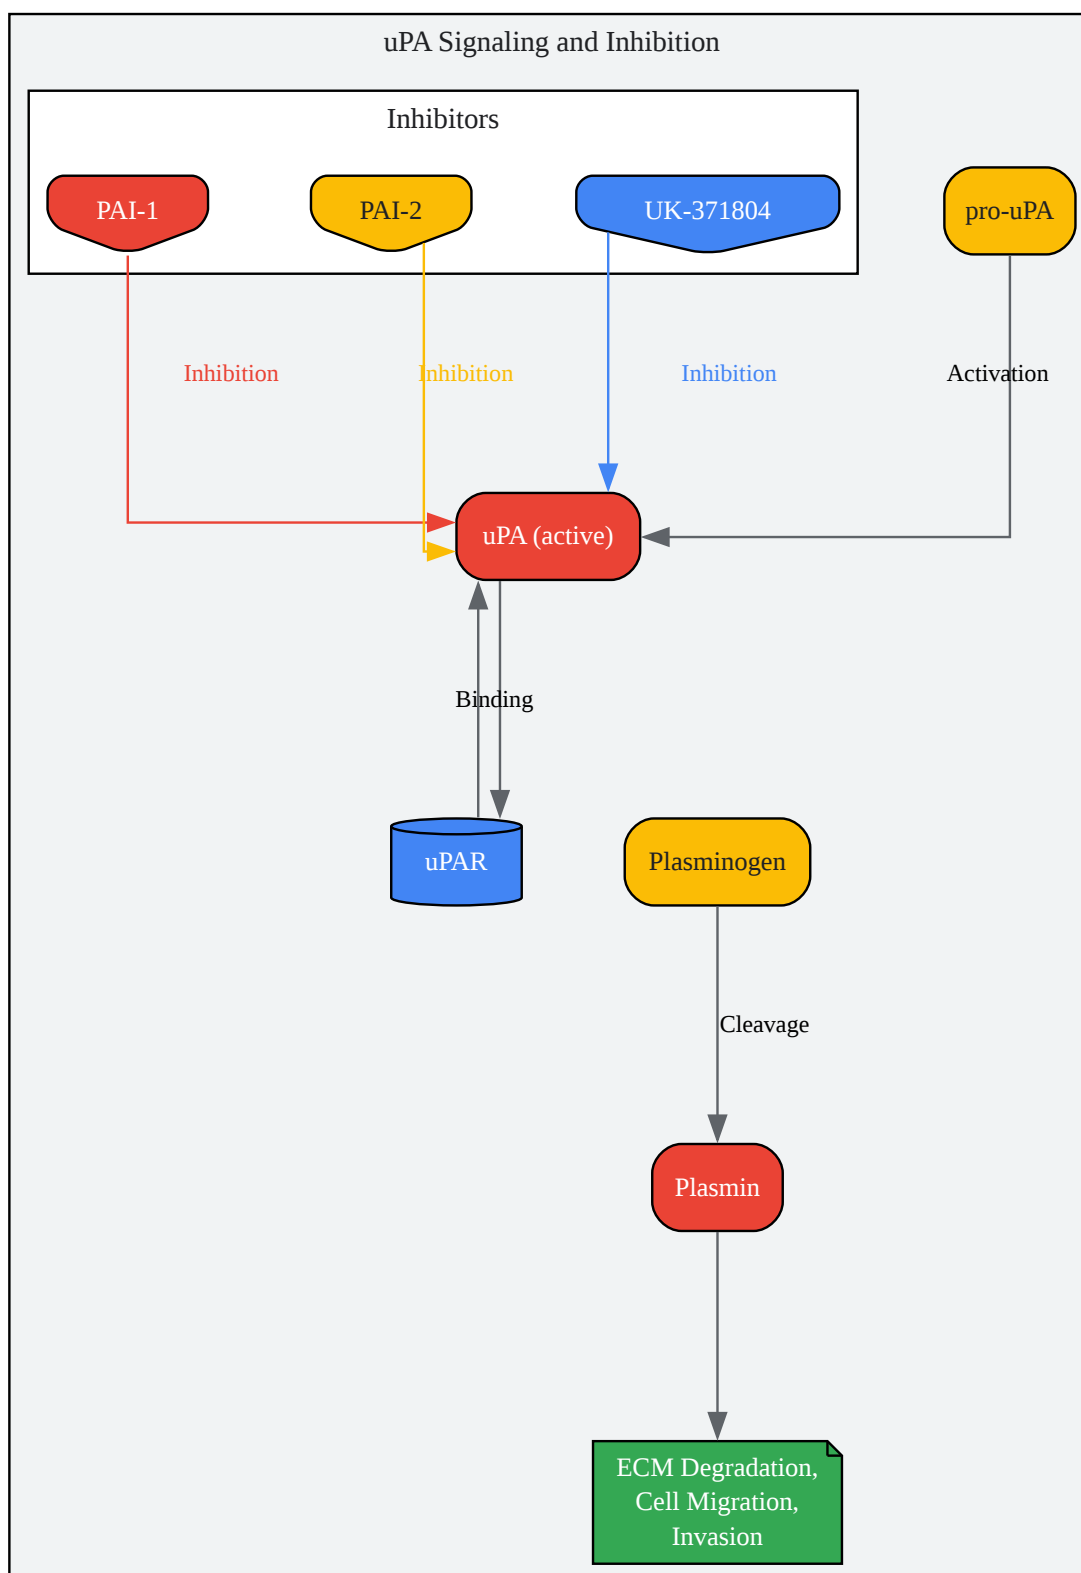 uPA Signaling and Inhibition
Inhibitors
PAI-1
PAI-2
UK-371804
pro-uPA
Inhibition
Inhibition
Inhibition
Activation
uPA (active)
Binding
uPAR
Plasminogen
Cleavage
Plasmin
ECM Degradation,
Cell Migration,
Invasion